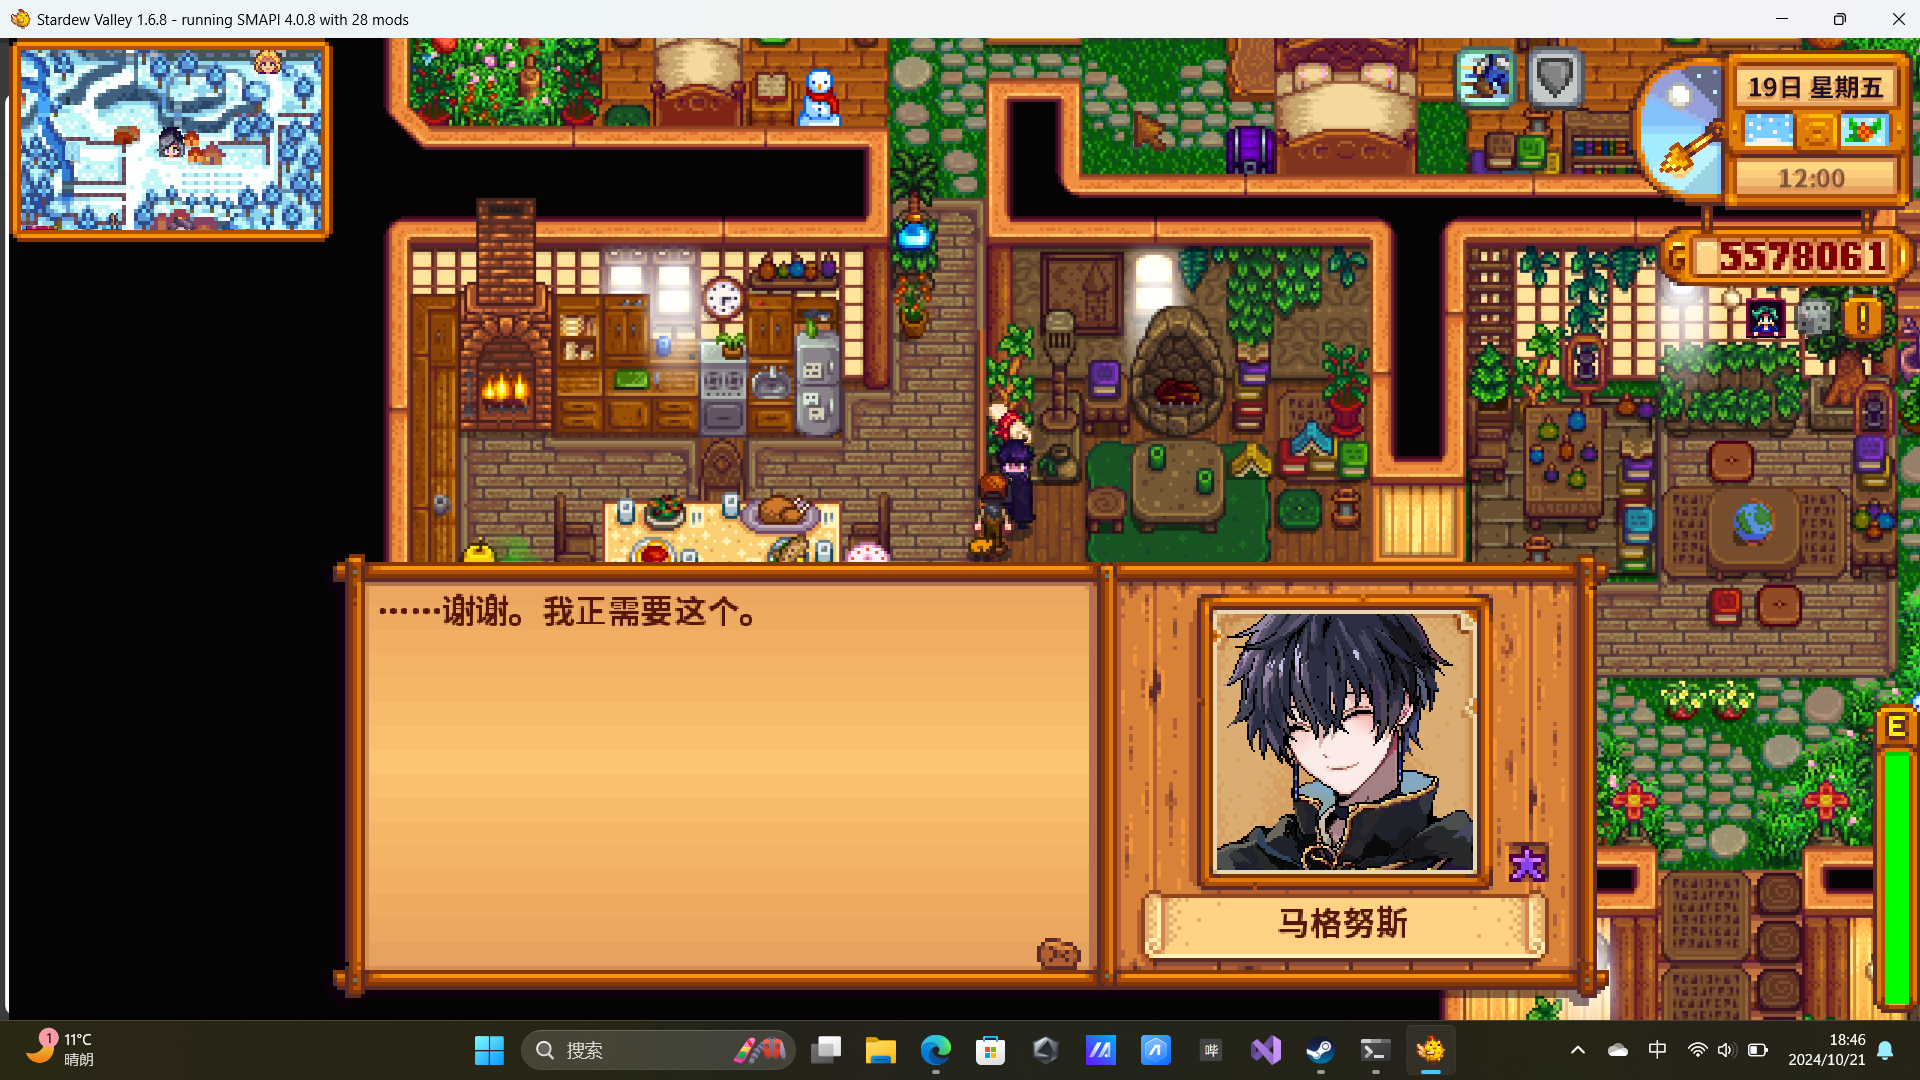 Stardew Valley 1.6.8 - running SMAPI 4.0.8 with 28 mods
19日 星期五
12:00
G 5578061
……谢谢。我正需要这个。
马格努斯
E
1
11°C
晴朗
搜索
哔
中
18:46
2024/10/21